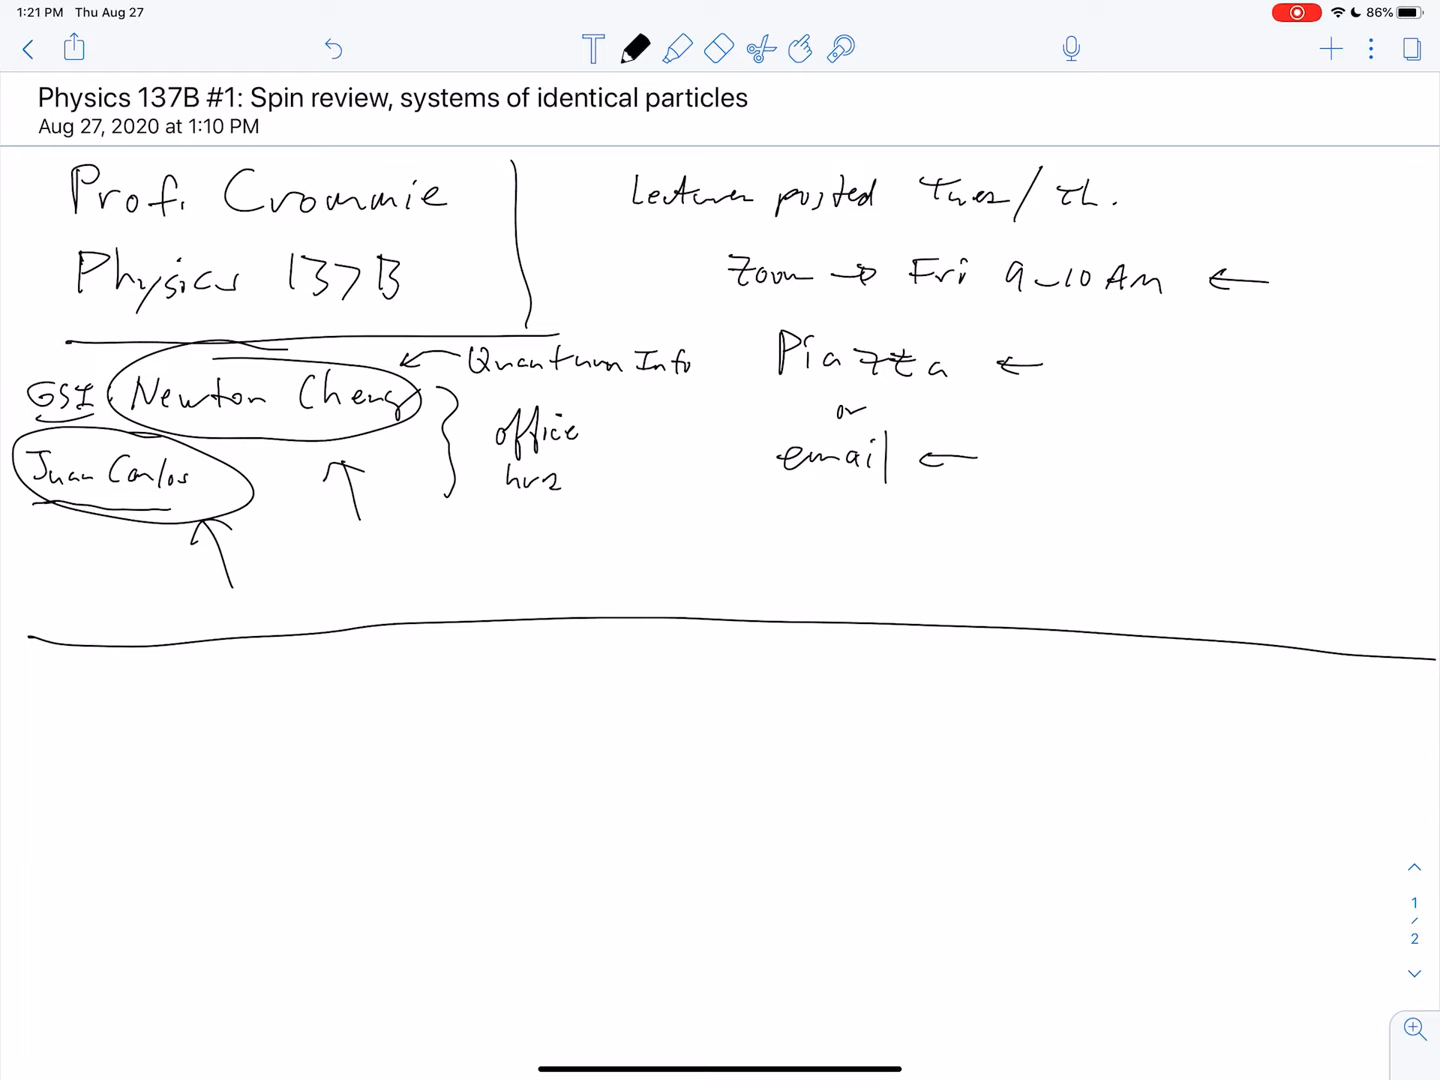 1:21 PM Thu Aug 27
86%
Physics 137B #1: Spin review, systems of identical particles
Aug 27, 2020 at 1:10 PM
Prof. Crommie
Physics 137B
Lectures posted Tues/Th.
Zoom → Fri 9-10 AM ←
Piazza ←
or
email ←
← Quantum Info
GSI Newton Cheng
Juan Carlos
office
hrs
1
/
2